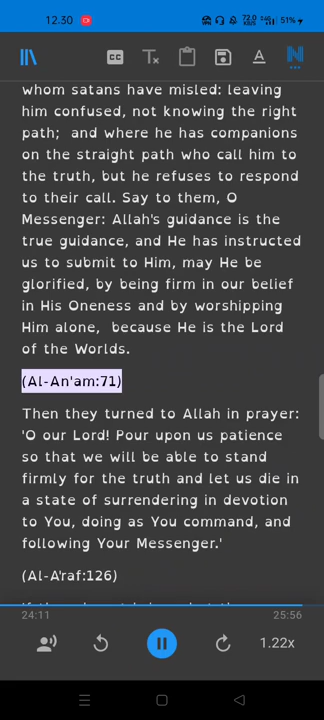 12.30
72.0
KB/s
51%
CC
A
N
whom satans have misled: leaving
him confused, not knowing the right
path;  and where he has companions
on the straight path who call him to
the truth, but he refuses to respond
to their call. Say to them, O
Messenger: Allah's guidance is the
true guidance, and He has instructed
us to submit to Him, may He be
glorified, by being firm in our belief
in His Oneness and by worshipping
Him alone,  because He is the Lord
of the Worlds.
(Al-An'am:71)
Then they turned to Allah in prayer:
'O our Lord! Pour upon us patience
so that we will be able to stand
firmly for the truth and let us die in
a state of surrendering in devotion
to You, doing as You command, and
following Your Messenger.'
(Al-A'raf:126)
24:11
25:56
1.22x